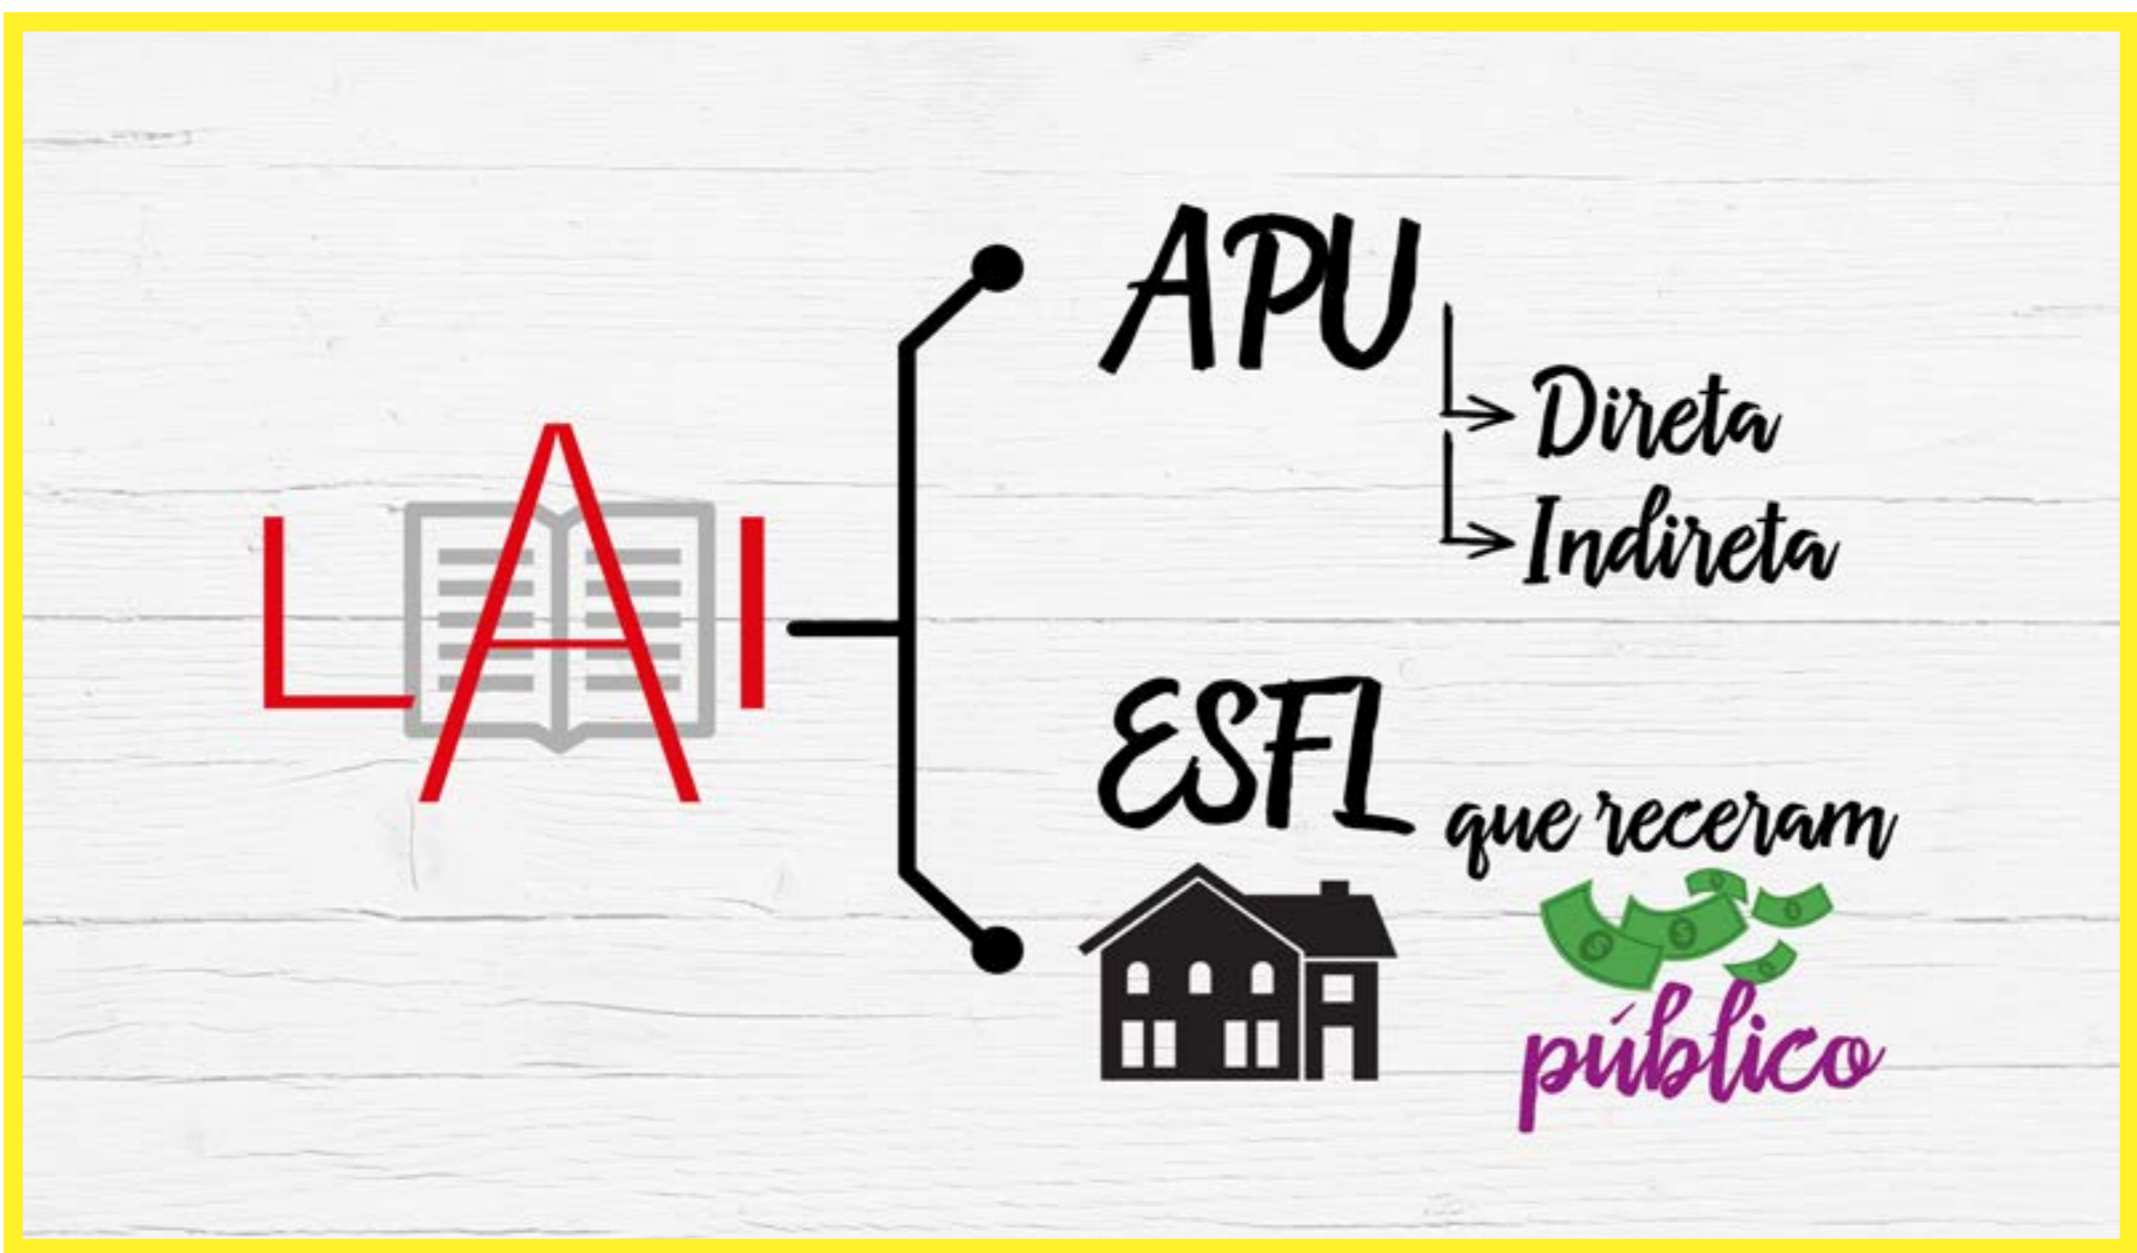 LAI
APU
Direta
Indireta
ESFL que receram
público